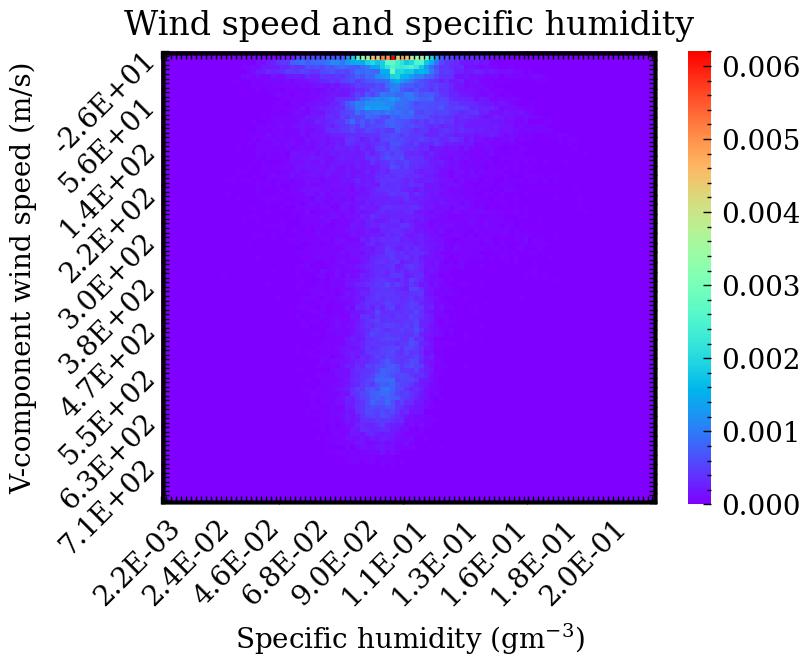 Wind speed and specific humidity
V-component wind speed (m/s)
-2.6E+01
5.6E+01
1.4E+02
2.2E+02
3.0E+02
3.8E+02
4.7E+02
5.5E+02
6.3E+02
7.1E+02
2.2E-03
2.4E-02
4.6E-02
6.8E-02
9.0E-02
1.1E-01
1.3E-01
1.6E-01
1.8E-01
2.0E-01
Specific humidity (gm⁻³)
0.006
0.005
0.004
0.003
0.002
0.001
0.000